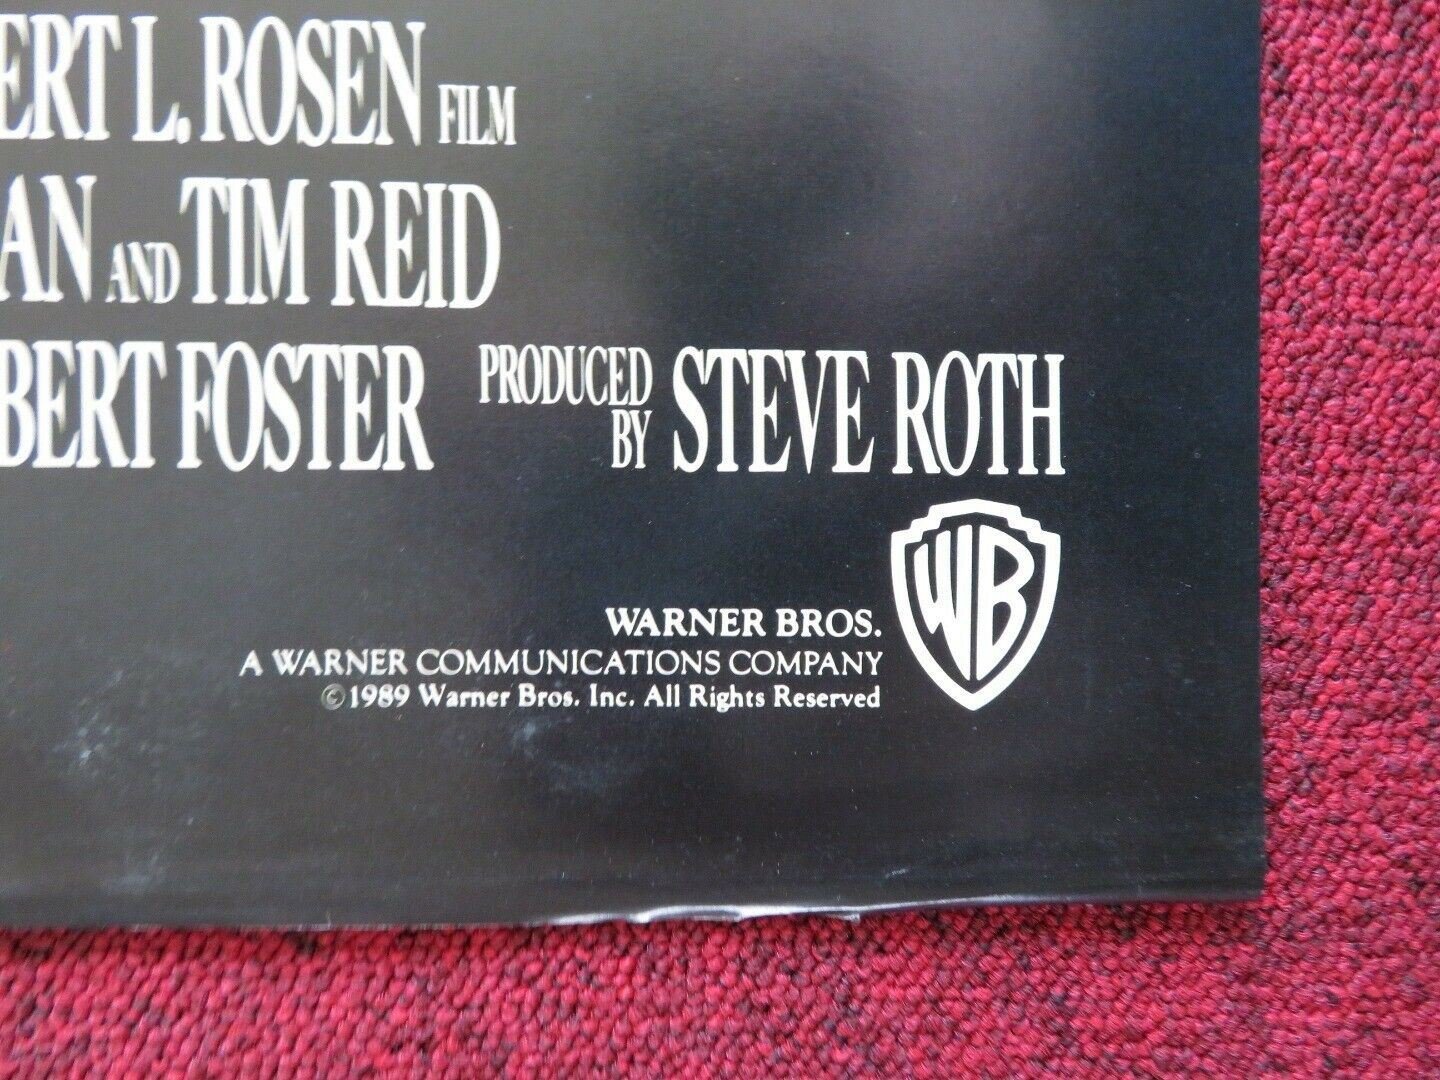 ERT L. ROSEN FILM
AN AND TIM REID
BERT FOSTER PRODUCED BY STEVE ROTH
WB
WARNER BROS.
A WARNER COMMUNICATIONS COMPANY
©1989 Warner Bros. Inc. All Rights Reserved